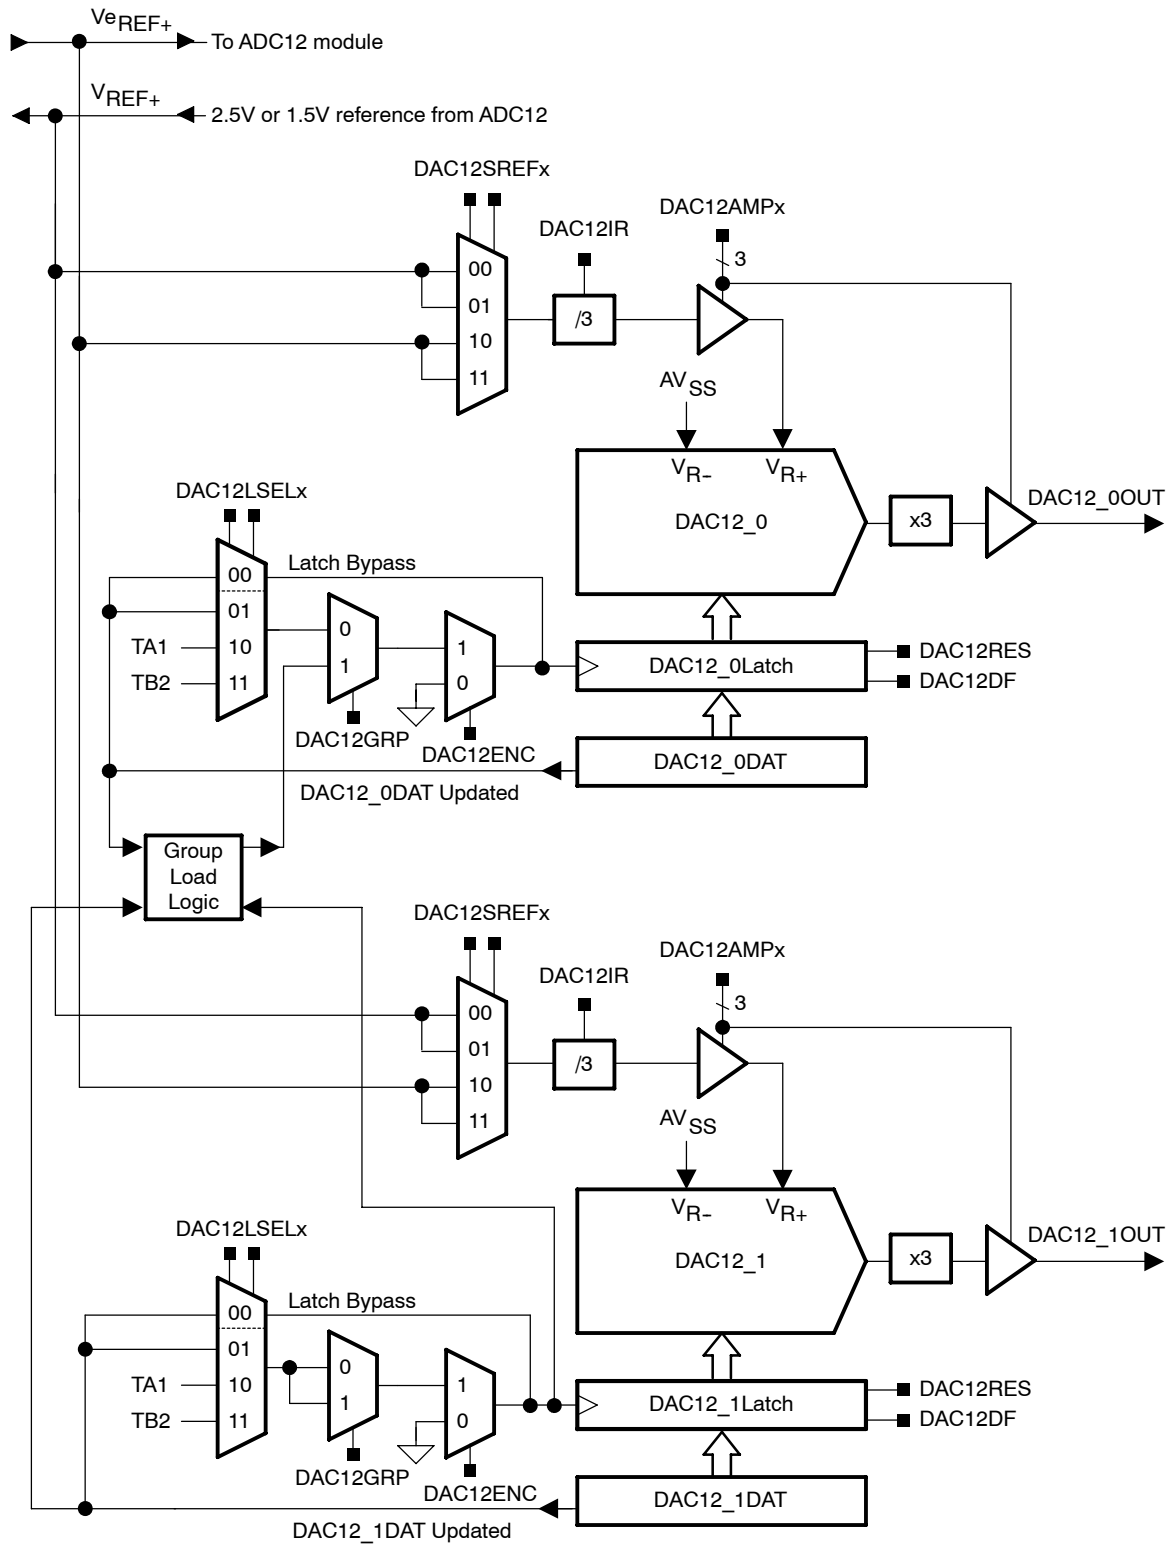 VeREF+
To ADC12 module
VREF+
2.5V or 1.5V reference from ADC12
DAC12SREFx
DAC12AMPx
DAC12IR
3
00
01
10
11
/3
AVSS
VR−
VR+
DAC12_0
x3
DAC12_0OUT
DAC12LSELx
Latch Bypass
00
01
TA1
10
TB2
11
0
1
1
0
DAC12GRP
DAC12ENC
DAC12_0Latch
DAC12RES
DAC12DF
DAC12_0DAT
DAC12_0DAT Updated
Group
Load
Logic
DAC12SREFx
DAC12AMPx
DAC12IR
3
00
01
10
11
/3
AVSS
VR−
VR+
DAC12_1
x3
DAC12_1OUT
DAC12LSELx
Latch Bypass
00
01
TA1
10
TB2
11
0
1
1
0
DAC12GRP
DAC12ENC
DAC12_1Latch
DAC12RES
DAC12DF
DAC12_1DAT
DAC12_1DAT Updated